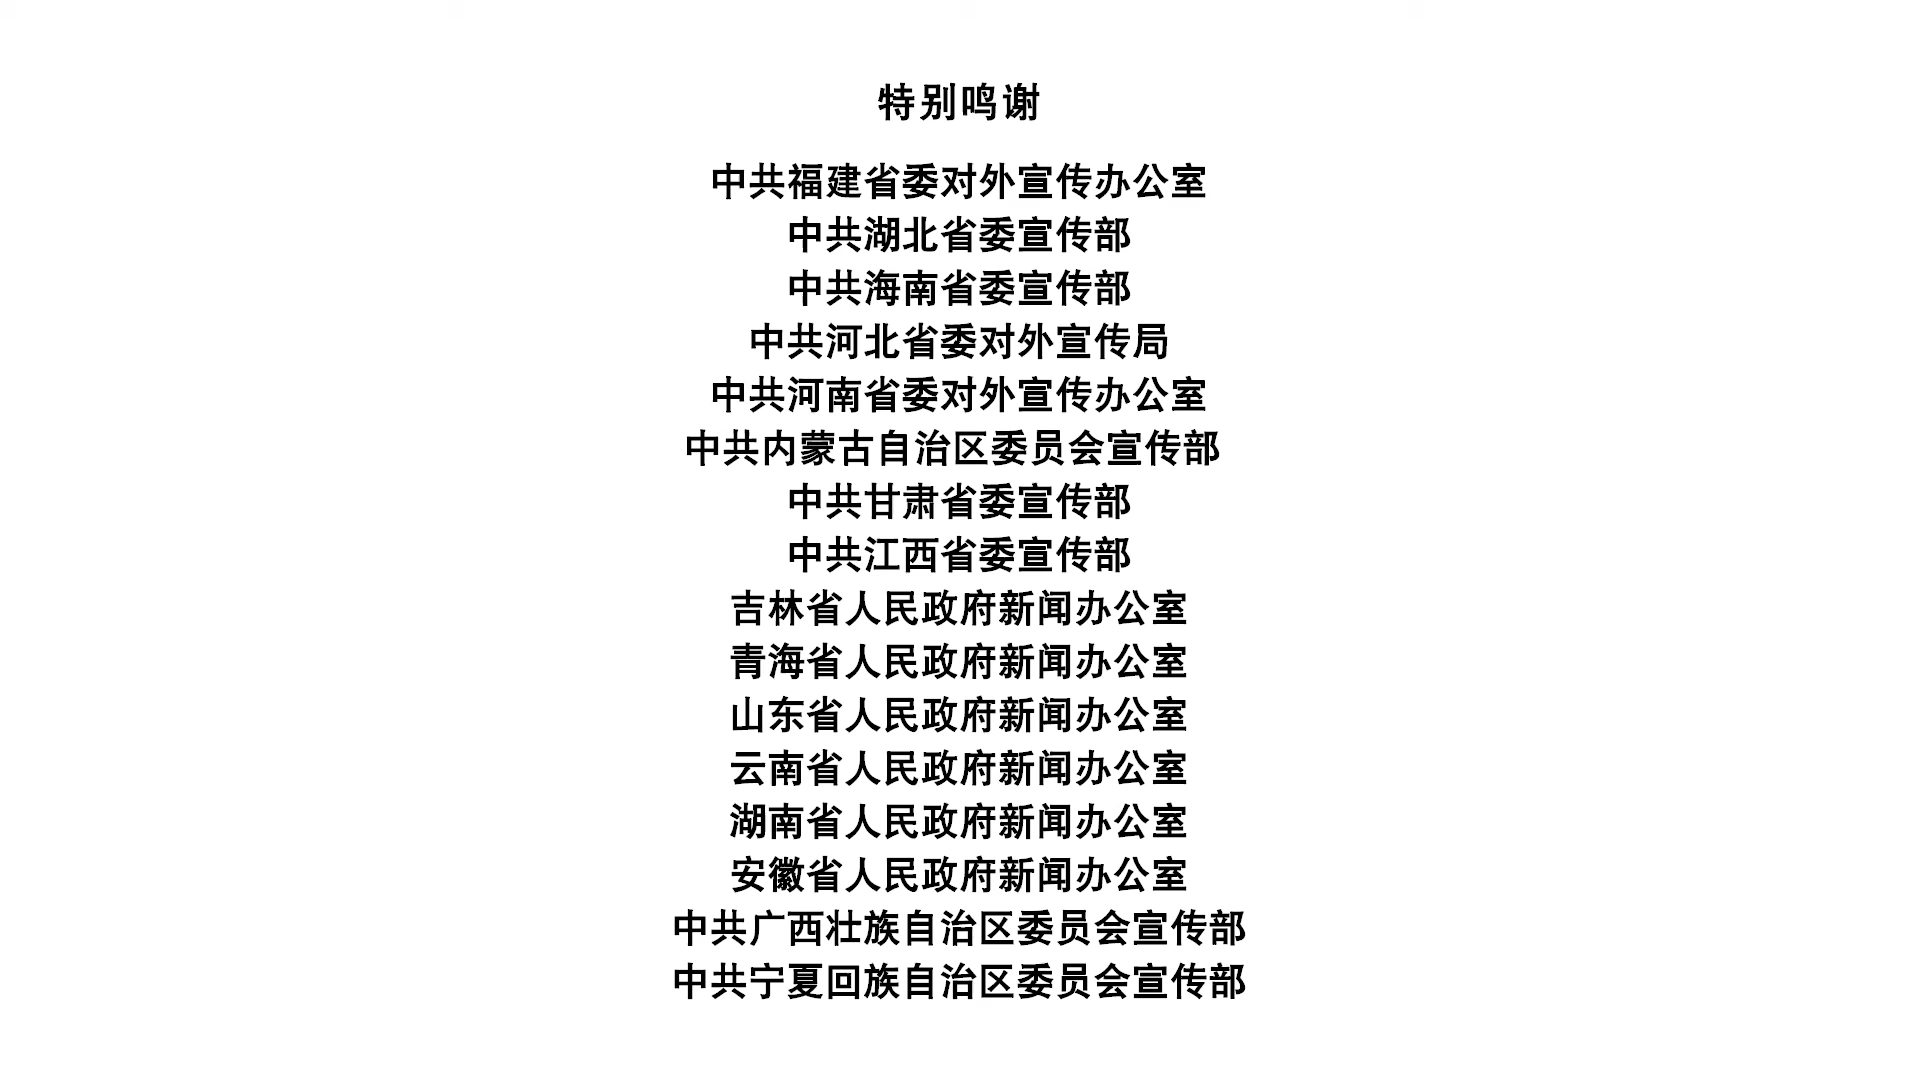 特别鸣谢
中共福建省委对外宣传办公室
中共湖北省委宣传部
中共海南省委宣传部
中共河北省委对外宣传局
中共河南省委对外宣传办公室
中共内蒙古自治区委员会宣传部
中共甘肃省委宣传部
中共江西省委宣传部
吉林省人民政府新闻办公室
青海省人民政府新闻办公室
山东省人民政府新闻办公室
云南省人民政府新闻办公室
湖南省人民政府新闻办公室
安徽省人民政府新闻办公室
中共广西壮族自治区委员会宣传部
中共宁夏回族自治区委员会宣传部